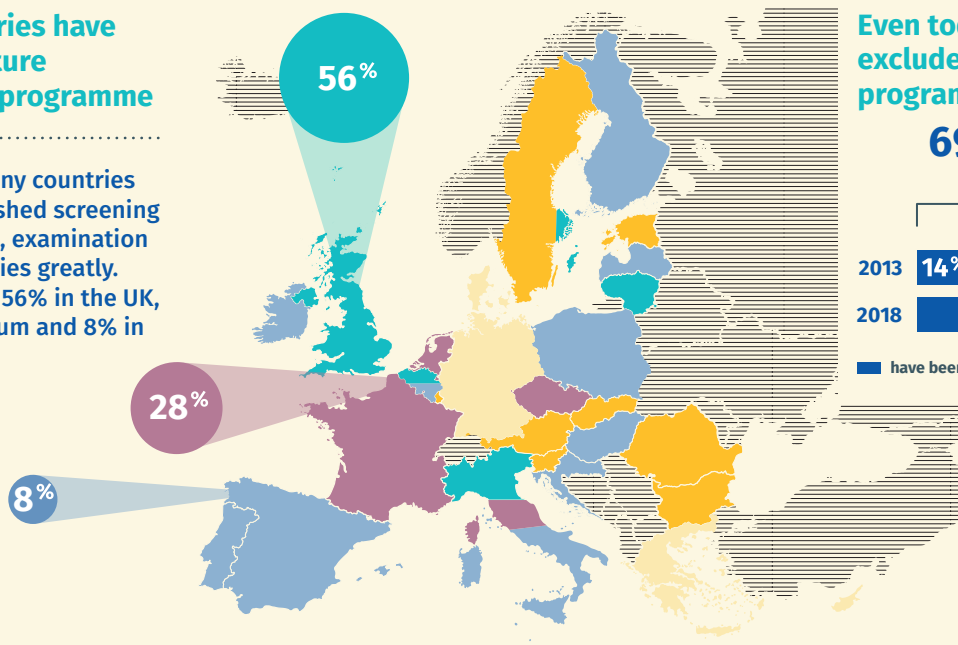 ries have
ture
programme
ny countries
shed screening
, examination
ies greatly.
56% in the UK,
um and 8% in
56%
28%
8%
Even too
exclude
program
69
2013 14%
2018
have been